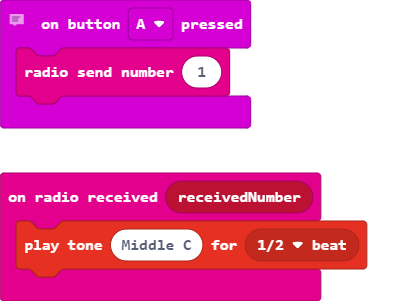 on button A pressed
radio send number 1
on radio received receivedNumber
play tone Middle C for 1/2 beat